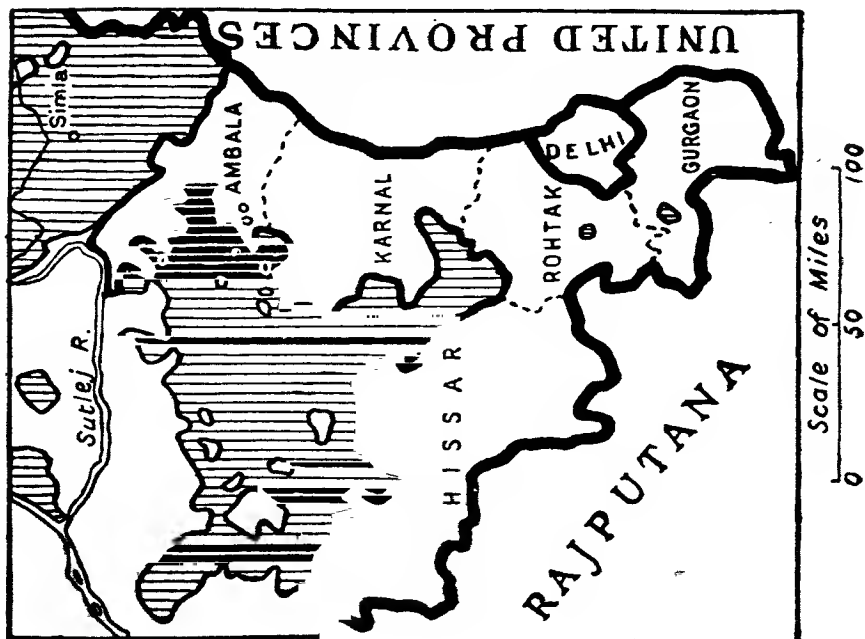 Simla
UNITED PROVINCES
Sutlej R.
AMBALA
KARNAL
DELHI
ROHTAK
GURGAON
HISSAR
RAJPUTANA
0 50 100
Scale of Miles